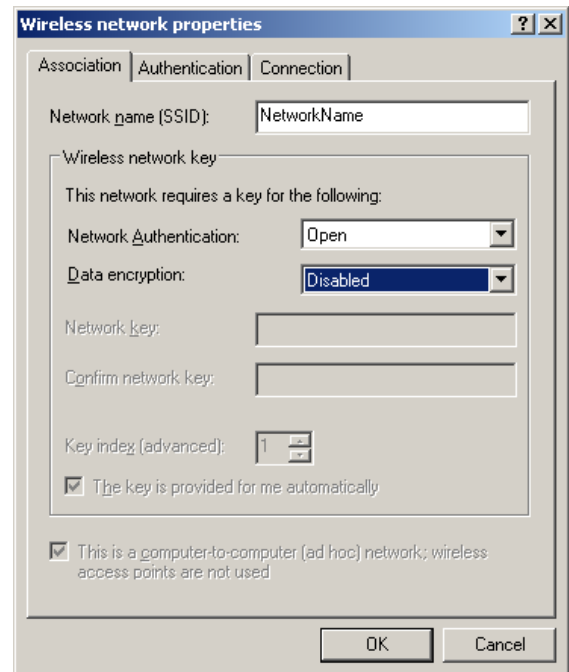 Wireless network properties
Association Authentication Connection
Network name (SSID): NetworkName
Wireless network key
This network requires a key for the following:
Network Authentication: Open
Data encryption: Disabled
Network key:
Confirm network key:
Key index (advanced): 1
The key is provided for me automatically
This is a computer-to-computer (ad hoc) network; wireless
access points are not used
OK Cancel